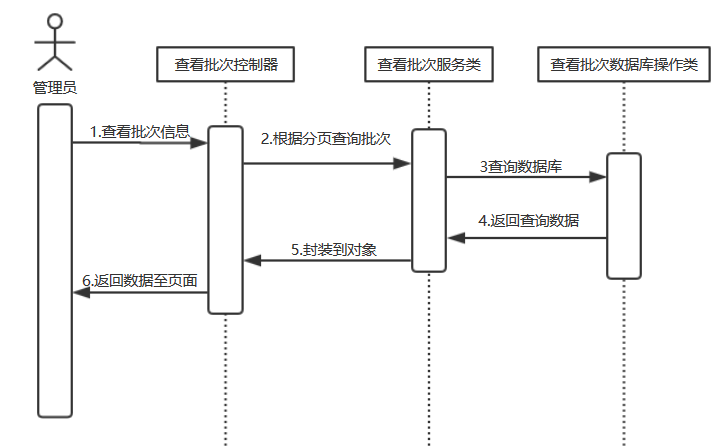 管理员
查看批次控制器
查看批次服务类
查看批次数据库操作类
1.查看批次信息
2.根据分页查询批次
3查询数据库
4.返回查询数据
5.封装到对象
6.返回数据至页面